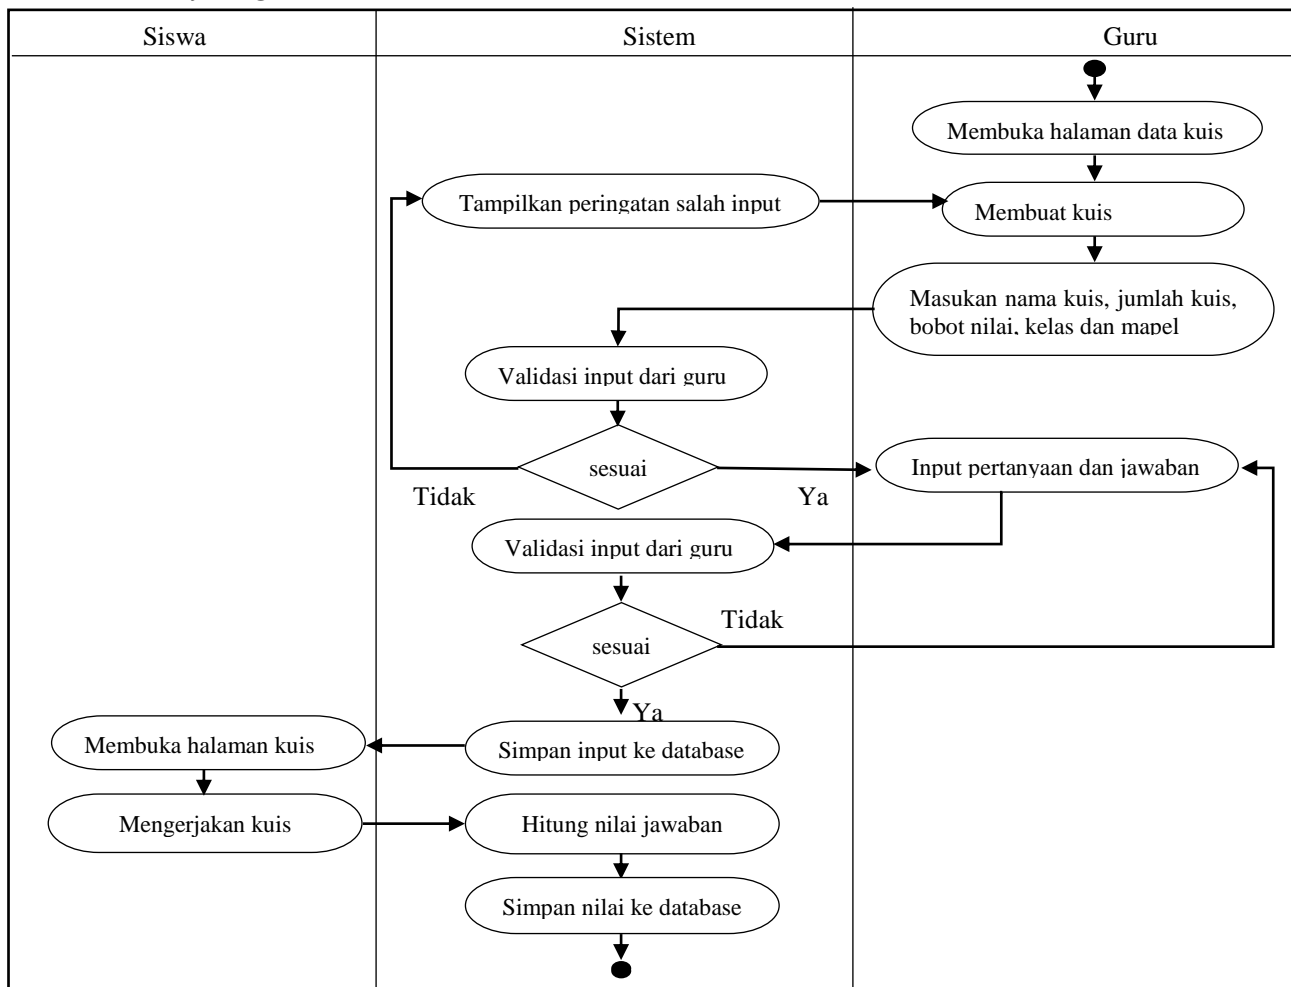 Siswa
Sistem
Guru
Membuka halaman data kuis
Tampilkan peringatan salah input
Membuat kuis
Masukan nama kuis, jumlah kuis,
bobot nilai, kelas dan mapel
Validasi input dari guru
sesuai
Input pertanyaan dan jawaban
Tidak
Ya
Validasi input dari guru
Tidak
sesuai
Ya
Membuka halaman kuis
Simpan input ke database
Mengerjakan kuis
Hitung nilai jawaban
Simpan nilai ke database